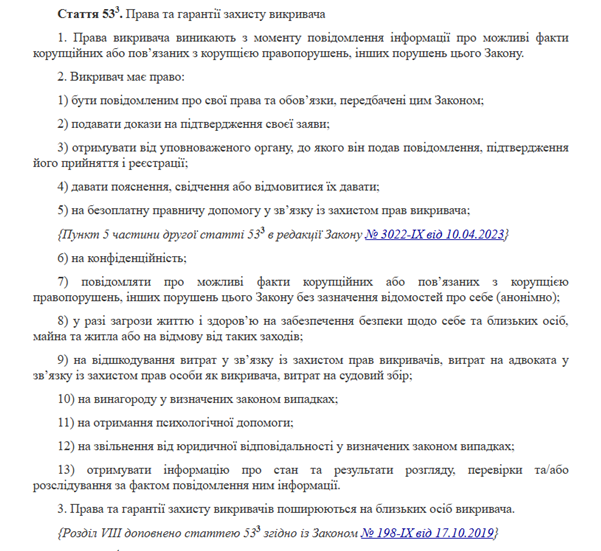 Стаття 53³. Права та гарантії захисту викривача
1. Права викривача виникають з моменту повідомлення інформації про можливі факти
корупційних або пов’язаних з корупцією правопорушень, інших порушень цього Закону.
2. Викривач має право:
1) бути повідомленим про свої права та обов’язки, передбачені цим Законом;
2) подавати докази на підтвердження своєї заяви;
3) отримувати від уповноваженого органу, до якого він подав повідомлення, підтвердження
його прийняття і реєстрації;
4) давати пояснення, свідчення або відмовитися їх давати;
5) на безоплатну правничу допомогу у зв’язку із захистом прав викривача;
{Пункт 5 частини другої статті 53³ в редакції Закону № 3022-IX від 10.04.2023}
6) на конфіденційність;
7) повідомляти про можливі факти корупційних або пов’язаних з корупцією
правопорушень, інших порушень цього Закону без зазначення відомостей про себе (анонімно);
8) у разі загрози життю і здоров’ю на забезпечення безпеки щодо себе та близьких осіб,
майна та житла або на відмову від таких заходів;
9) на відшкодування витрат у зв’язку із захистом прав викривачів, витрат на адвоката у
зв’язку із захистом прав особи як викривача, витрат на судовий збір;
10) на винагороду у визначених законом випадках;
11) на отримання психологічної допомоги;
12) на звільнення від юридичної відповідальності у визначених законом випадках;
13) отримувати інформацію про стан та результати розгляду, перевірки та/або
розслідування за фактом повідомлення ним інформації.
3. Права та гарантії захисту викривачів поширюються на близьких осіб викривача.
{Розділ VIII доповнено статтею 53³ згідно із Законом № 198-IX від 17.10.2019}